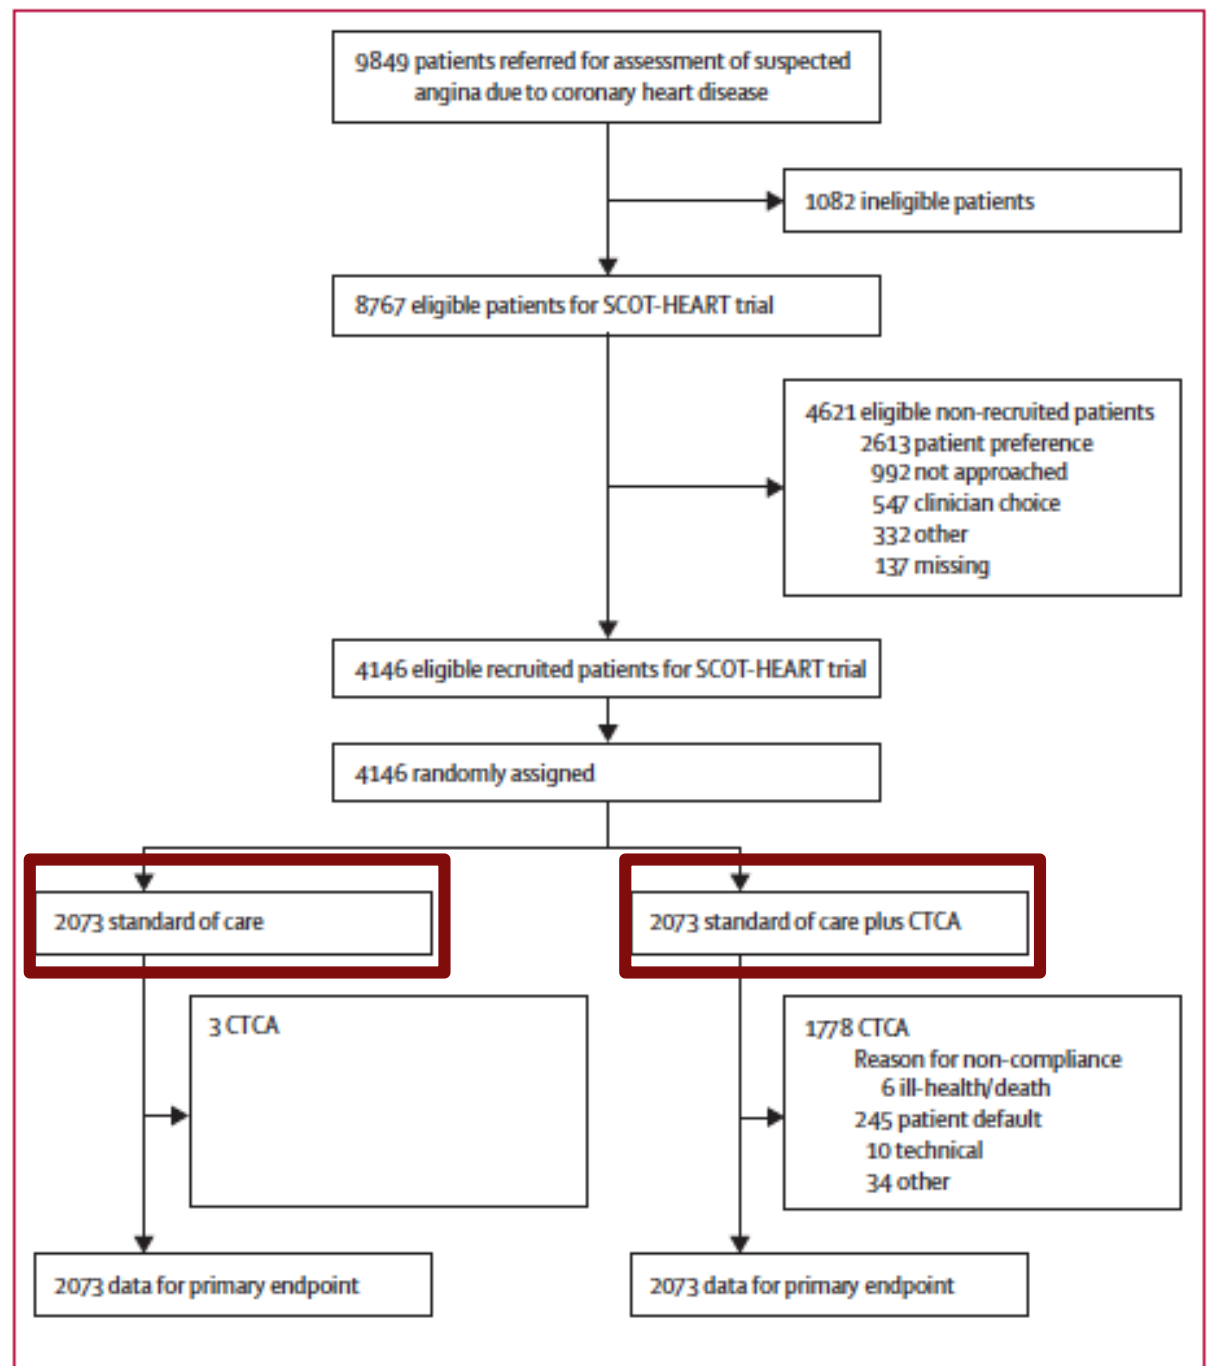 9849 patients referred for assessment of suspected
angina due to coronary heart disease
1082 ineligible patients
8767 eligible patients for SCOT-HEART trial
4621 eligible non-recruited patients
2613 patient preference
992 not approached
547 clinician choice
332 other
137 missing
4146 eligible recruited patients for SCOT-HEART trial
4146 randomly assigned
2073 standard of care
2073 standard of care plus CTCA
3 CTCA
1778 CTCA
Reason for non-compliance
6 ill-health/death
245 patient default
10 technical
34 other
2073 data for primary endpoint
2073 data for primary endpoint